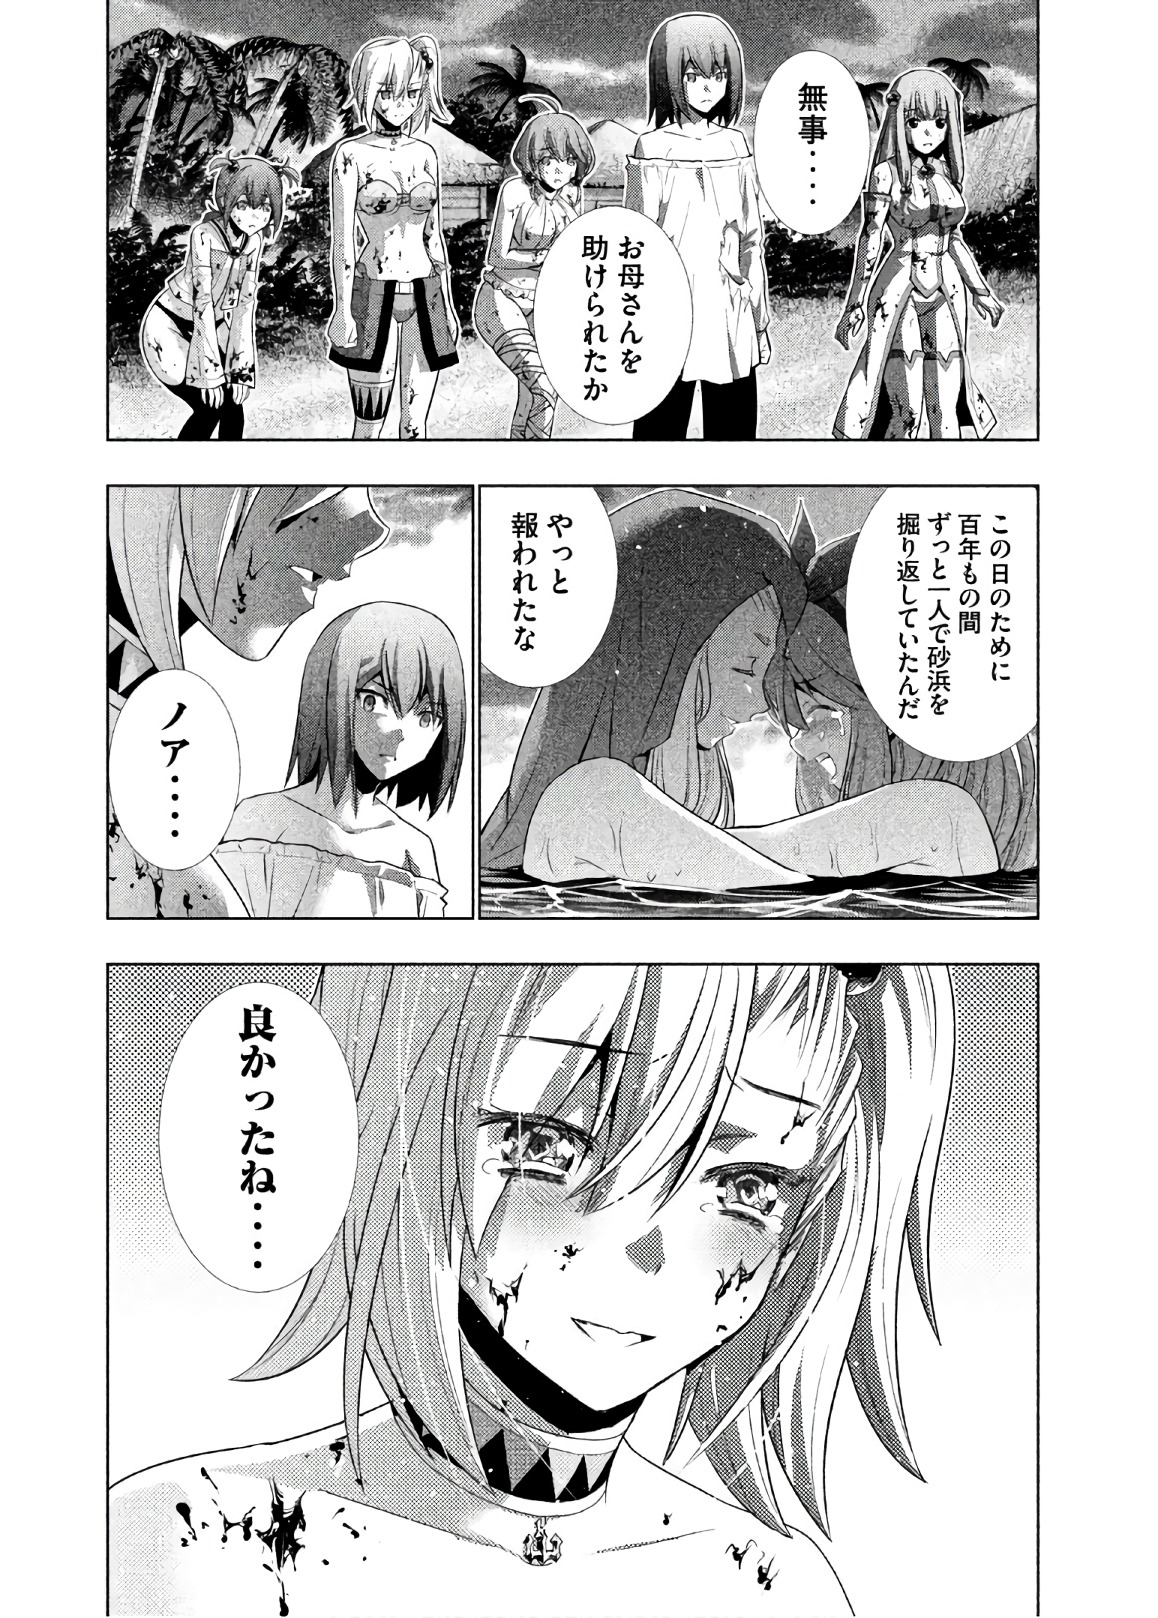 無事‥‥
お母さんを
助けられたか
この日のために
百年もの間
ずっと一人で砂浜を
掘り返していたんだ
やっと
報われたな
ノア‥‥
良かったね‥‥